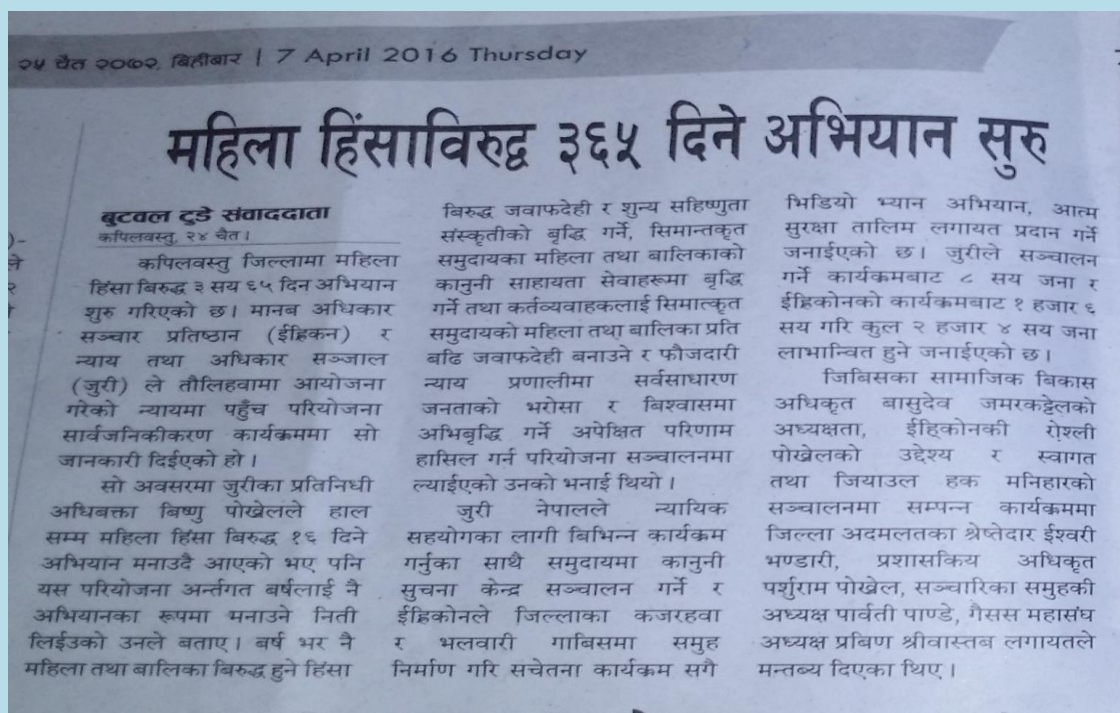 २५ चैत २०७२, बिहीबार | 7 April 2016 Thursday
महिला हिंसाविरुद्ध ३६५ दिने अभियान सुरु
बुटवल टुडे संवाददाता
कपिलवस्तु, २४ चैत।
कपिलवस्तु जिल्लामा महिला
हिंसा बिरुद्ध ३ सय ६५ दिन अभियान
शुरु गरिएको छ। मानब अधिकार
सञ्चार प्रतिष्ठान (ईह्रिकन) र
न्याय तथा अधिकार सञ्जाल
(जुरी) ले तौलिहवामा आयोजना
गरेको न्यायमा पहुँच परियोजना
सार्वजनिकीकरण कार्यक्रममा सो
जानकारी दिईएको हो।
सो अवसरमा जुरीका प्रतिनिधी
अधिबक्ता बिष्णु पोख्रेलले हाल
सम्म महिला हिंसा बिरुद्ध १६ दिने
अभियान मनाउदै आएको भए पनि
यस परियोजना अर्न्तगत बर्षलाई नै
अभियानका रूपमा मनाउने निती
लिईउको उनले बताए। बर्ष भर नै
महिला तथा बालिका बिरुद्ध हुने हिंसा
बिरुद्ध जवाफदेही र शुन्य सहिष्णुता
संस्कृतीको बृद्धि गर्ने, सिमान्तकृत
समुदायका महिला तथा बालिकाको
कानुनी सहायता सेवाहरूमा बृद्धि
गर्ने तथा कर्तव्यवाहकलाई सिमात्कृत
समुदायको महिला तथा बालिका प्रति
बढि जवाफदेही बनाउने र फौजदारी
न्याय प्रणालीमा सर्वसाधारण
जनताको भरोसा र बिश्वासमा
अभिबृद्धि गर्ने अपेक्षित परिणाम
हासिल गर्न परियोजना सञ्चालनमा
ल्याईएको उनको भनाई थियो।
जुरी नेपालले न्यायिक
सहयोगका लागी बिभिन्न कार्यक्रम
गर्नुका साथै समुदायमा कानुनी
सुचना केन्द्र सञ्चालन गर्ने र
ईह्रिकोनले जिल्लाका कजरहवा
र भलवारी गाबिसमा समुह
निर्माण गरि सचेतना कार्यक्रम सगै
भिडियो भ्यान अभियान, आत्म
सुरक्षा तालिम लगायत प्रदान गर्ने
जनाईएको छ। जुरीले सञ्चालन
गर्ने कार्यक्रमबाट ८ सय जना र
ईह्रिकोनको कार्यक्रमबाट १ हजार ६
सय गरि कुल २ हजार ४ सय जना
लाभान्वित हुने जनाईएको छ।
जिबिसका सामाजिक बिकास
अधिकृत बासुदेव जमरकट्टेलको
अध्यक्षता, ईह्रिकोनकी रोश्ली
पोख्रेलको उद्देश्य र स्वागत
तथा जियाउल हक मनिहारको
सञ्चालनमा सम्पन्न कार्यक्रममा
जिल्ला अदमलतका श्रेष्तेदार ईश्वरी
भण्डारी, प्रशासकिय अधिकृत
पर्शुराम पोख्रेल, सञ्चारिका समुहकी
अध्यक्ष पार्वती पाण्डे, गैसस महासंघ
अध्यक्ष प्रबिण श्रीवास्तब लगायतले
मन्तब्य दिएका थिए।